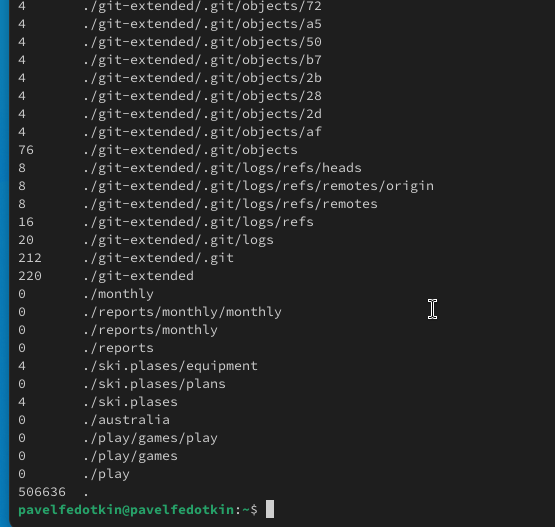 4 ./git-extended/.git/objects/72
4 ./git-extended/.git/objects/a5
4 ./git-extended/.git/objects/50
4 ./git-extended/.git/objects/b7
4 ./git-extended/.git/objects/2b
4 ./git-extended/.git/objects/28
4 ./git-extended/.git/objects/2d
4 ./git-extended/.git/objects/af
76 ./git-extended/.git/objects
8 ./git-extended/.git/logs/refs/heads
8 ./git-extended/.git/logs/refs/remotes/origin
8 ./git-extended/.git/logs/refs/remotes
16 ./git-extended/.git/logs/refs
20 ./git-extended/.git/logs
212 ./git-extended/.git
220 ./git-extended
0 ./monthly
0 ./reports/monthly/monthly
0 ./reports/monthly
0 ./reports
4 ./ski.plases/equipment
0 ./ski.plases/plans
4 ./ski.plases
0 ./australia
0 ./play/games/play
0 ./play/games
0 ./play
506636 .
pavelfedotkin@pavelfedotkin:~$